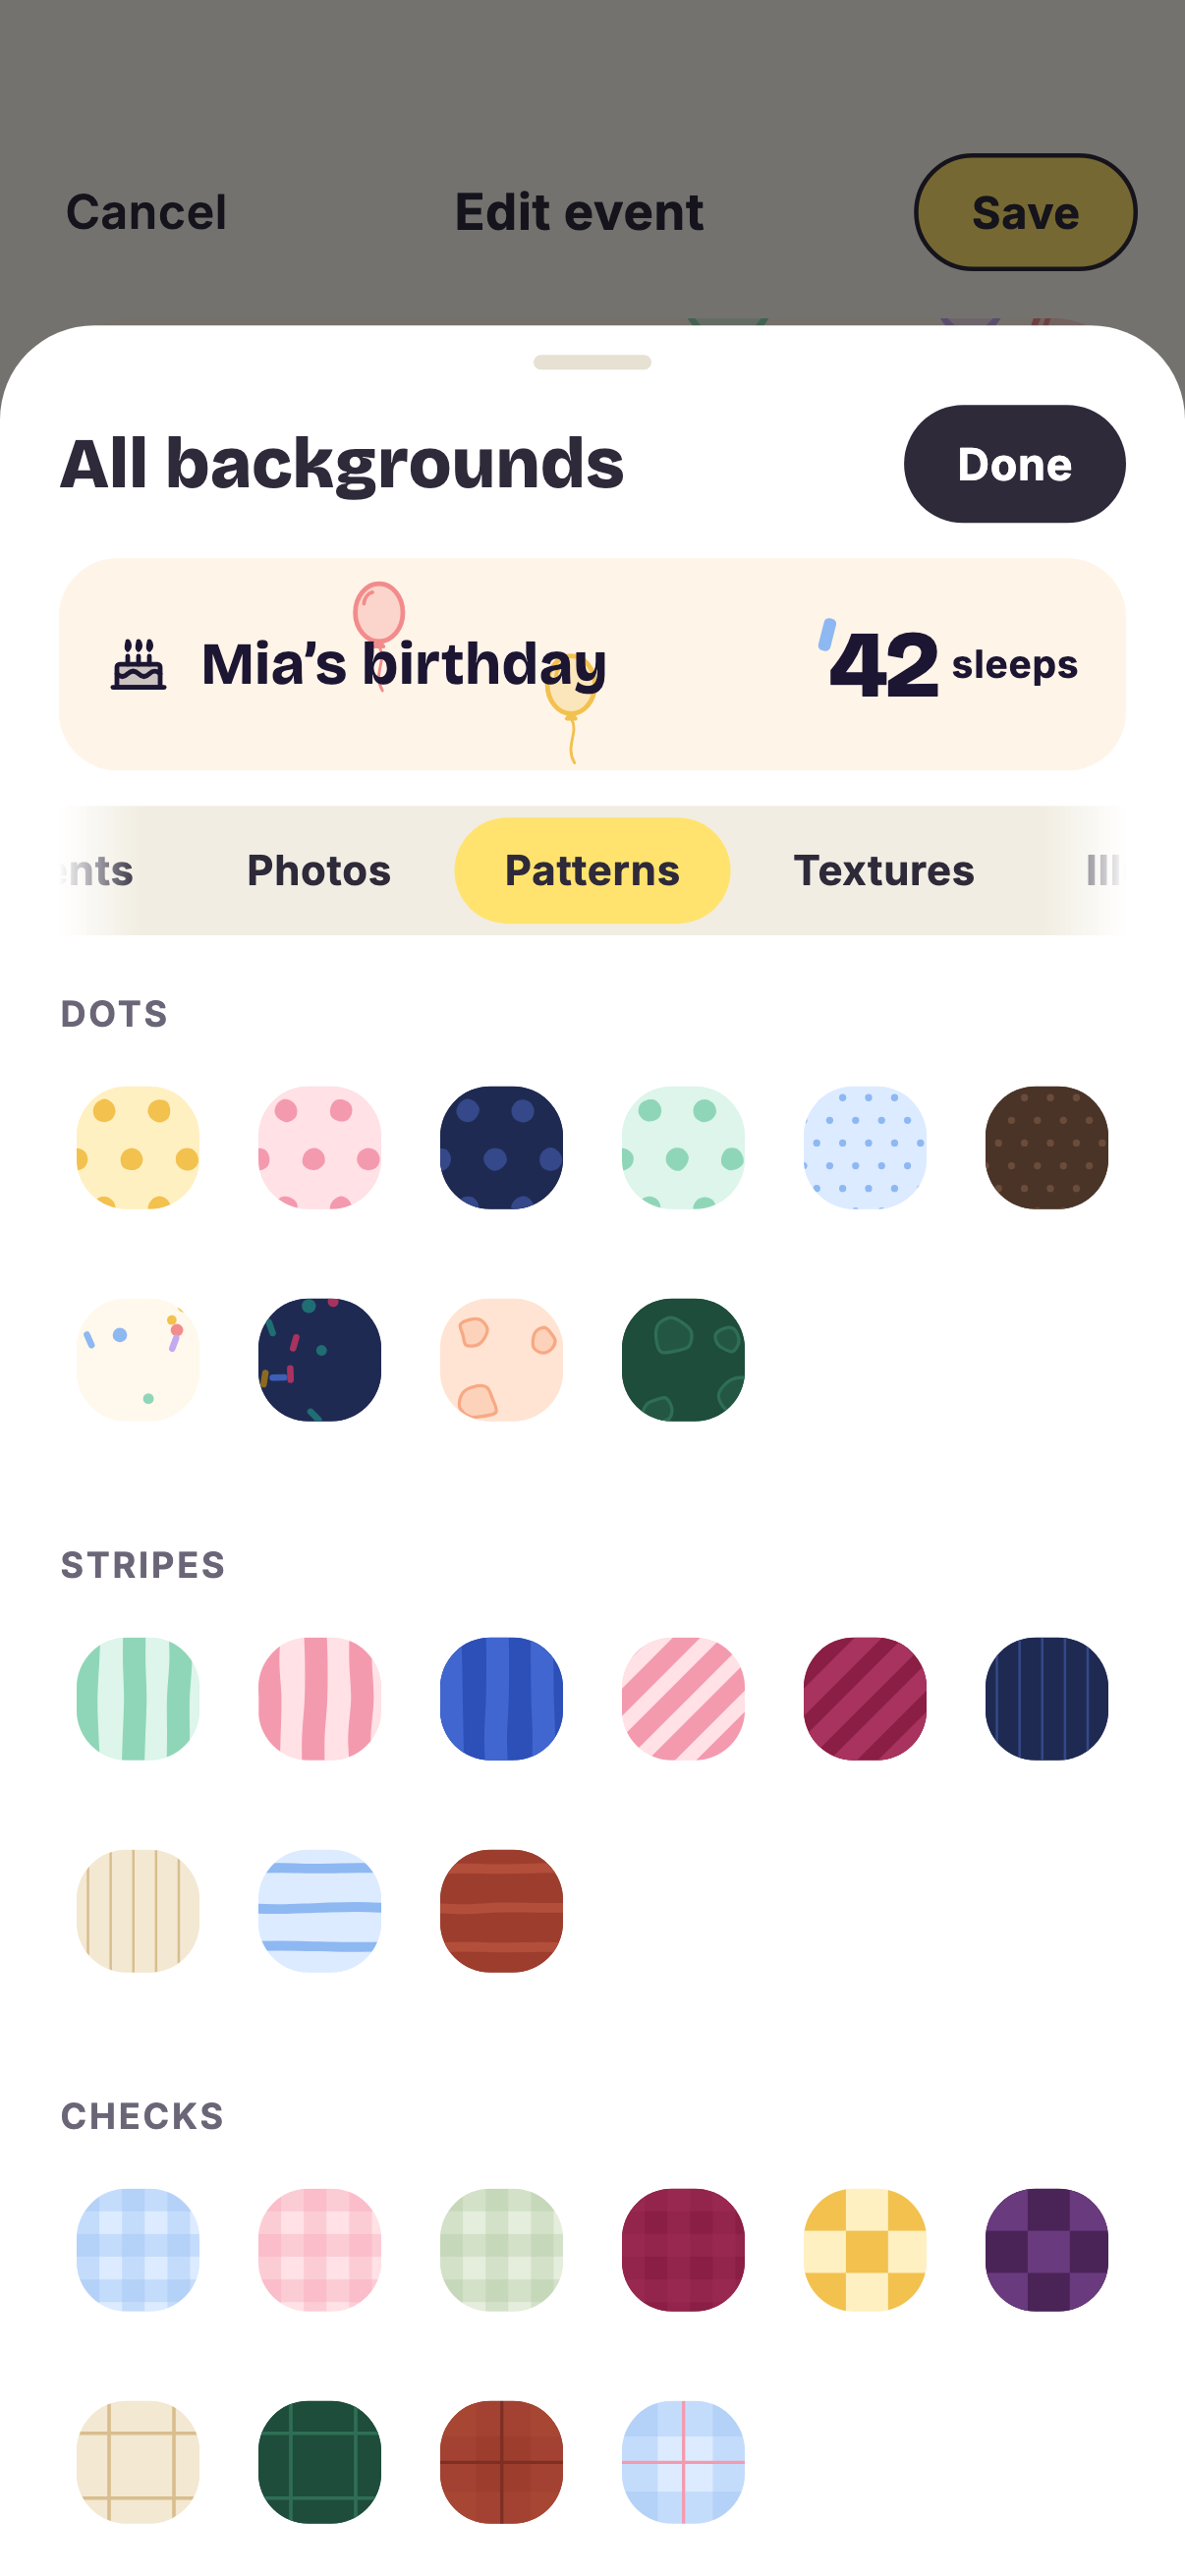 Cancel
Edit event
Save
All backgrounds
Done
Mia’s birthday
42 sleeps
Photos
Patterns
Textures
DOTS
STRIPES
CHECKS